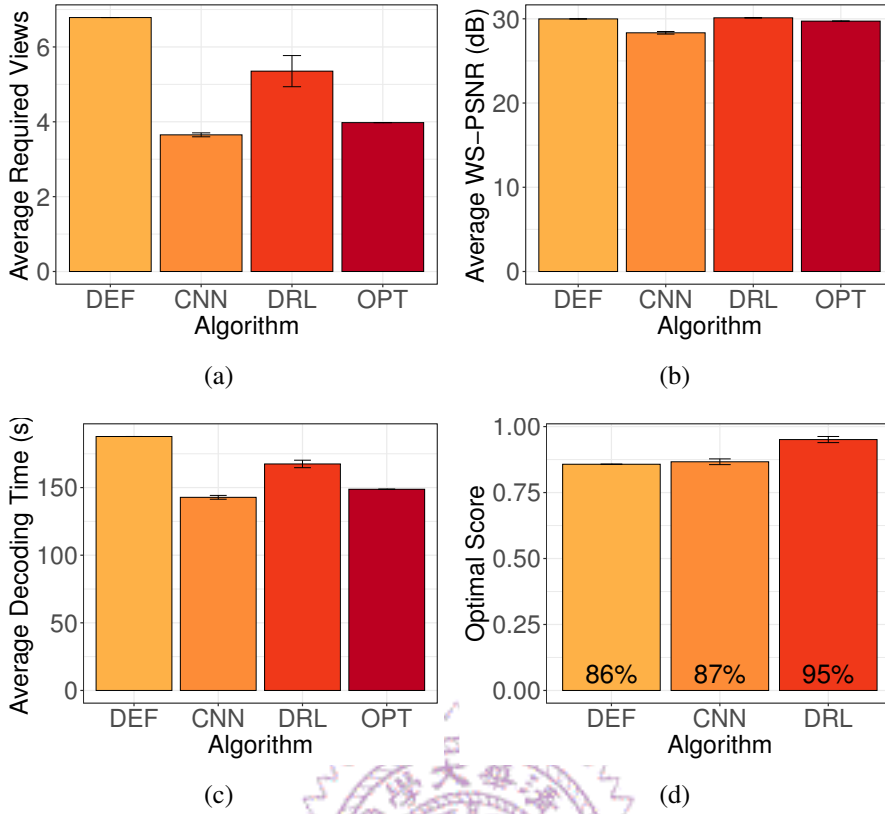 Average Required Views
6
4
2
0
DEF CNN DRL OPT
Algorithm
(a)
Average WS-PSNR (dB)
30
20
10
0
DEF CNN DRL OPT
Algorithm
(b)
Average Decoding Time (s)
150
100
50
0
DEF CNN DRL OPT
Algorithm
(c)
Optimal Score
1.00
0.75
0.50
0.25
0.00
86% 87% 95%
DEF CNN DRL
Algorithm
(d)